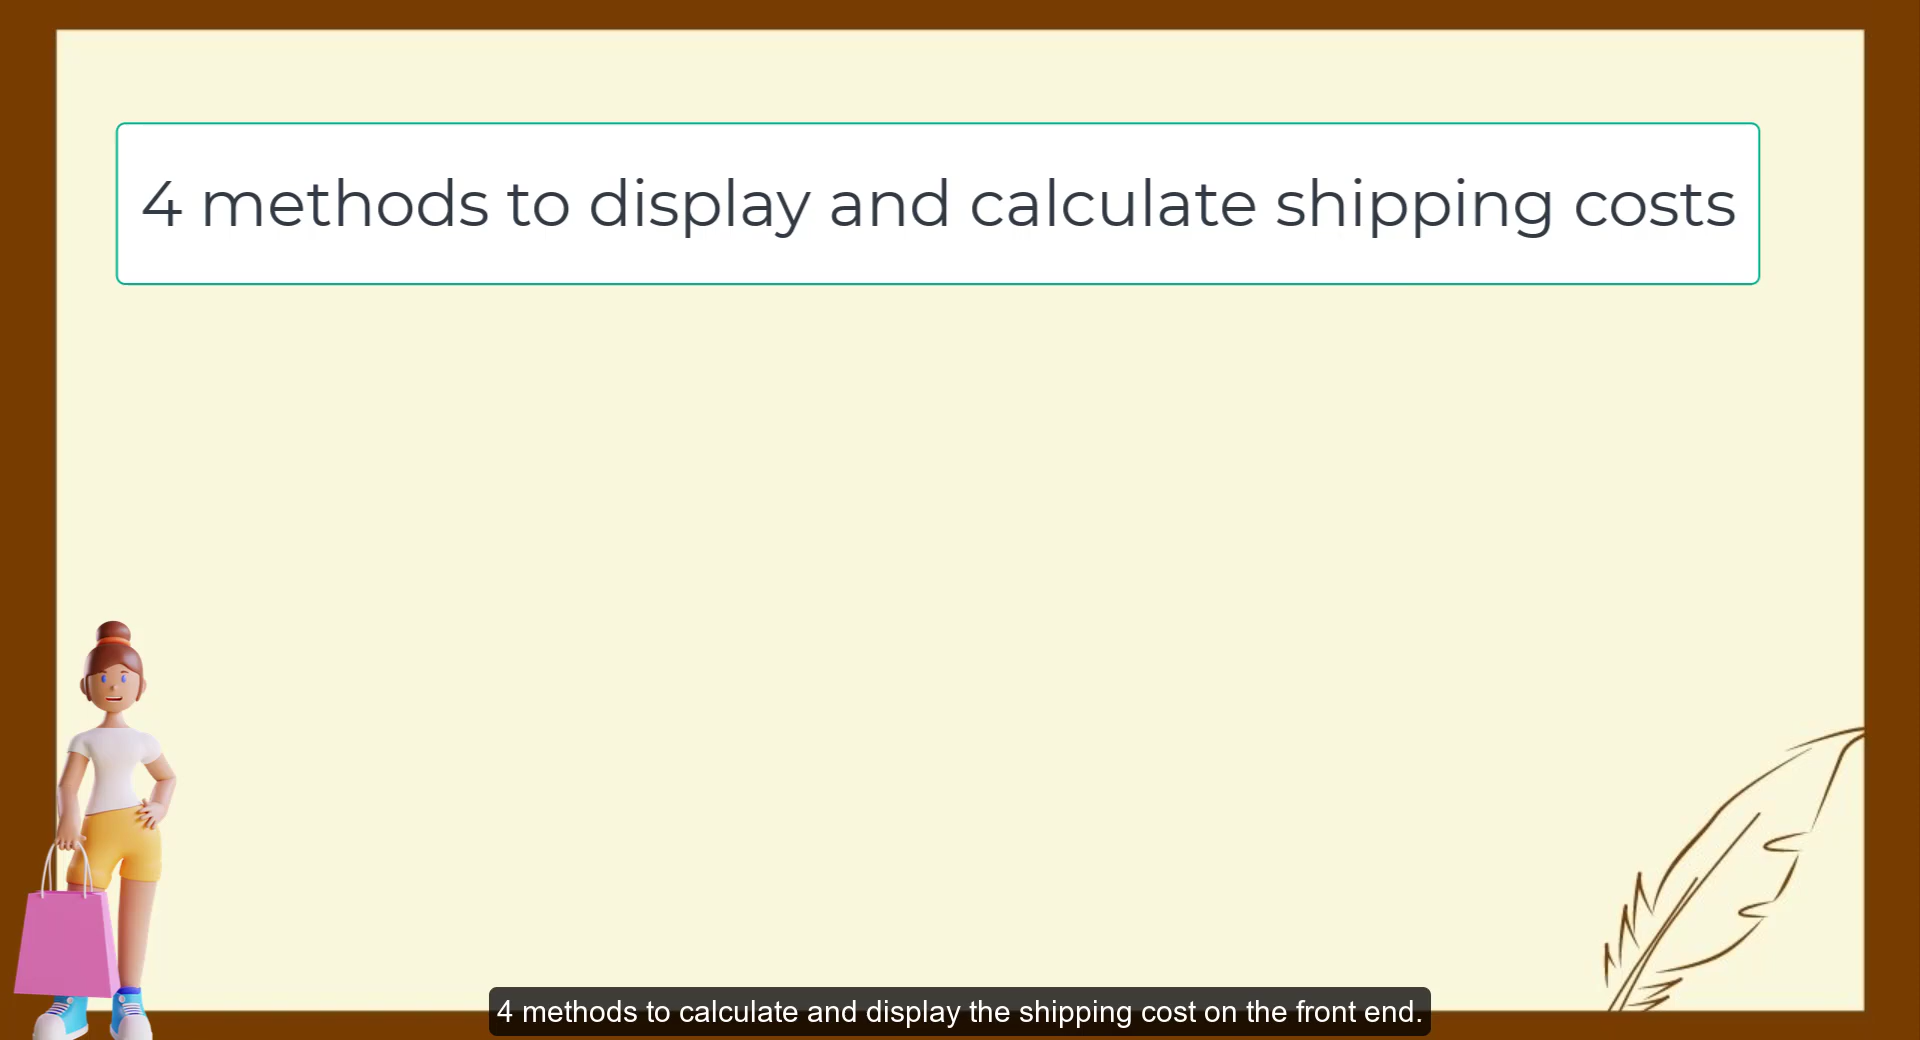 4 methods to display and calculate shipping costs
4 methods to calculate and display the shipping cost on the front end.